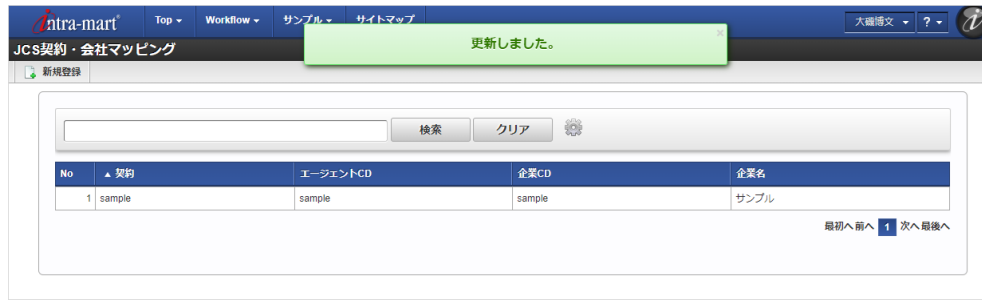 intra-mart® Top Workflow サンプル サイトマップ 大磯博文 ?
更新しました。 ×
JCS契約・会社マッピング
新規登録
検索 クリア
No ▲ 契約 エージェントCD 企業CD 企業名
1 sample sample sample サンプル
最初へ 前へ 1 次へ 最後へ